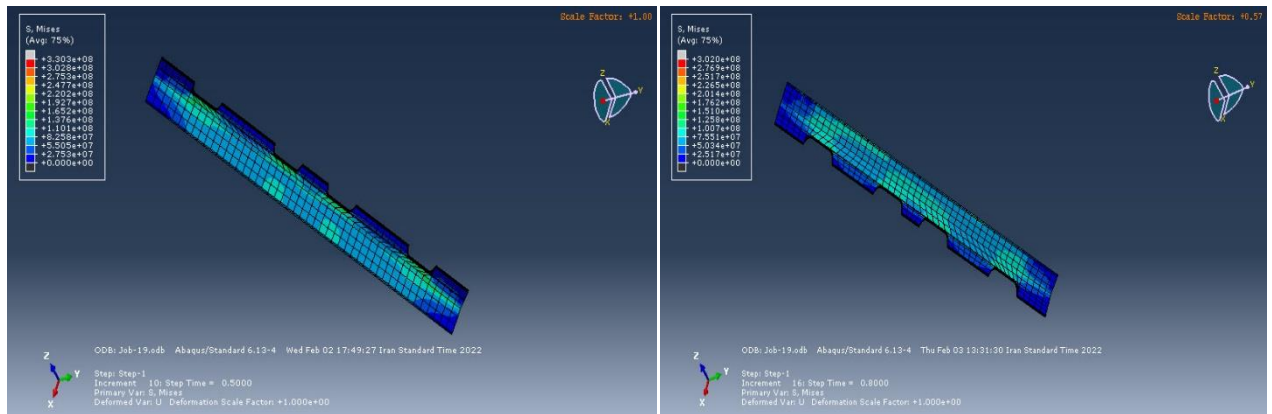 Scale Factor: +1.00
S, Mises
(Avg: 75%)
+3.303e+08
+3.028e+08
+2.753e+08
+2.477e+08
+2.202e+08
+1.927e+08
+1.652e+08
+1.376e+08
+1.101e+08
+8.258e+07
+5.505e+07
+2.753e+07
+0.000e+00
Z
Y
X
ODB: Job-19.odb Abaqus/Standard 6.13-4 Wed Feb 02 17:49:27 Iran Standard Time 2022
Z
Y
X
Step: Step-1
Increment 10: Step Time = 0.5000
Primary Var: S, Mises
Deformed Var: U Deformation Scale Factor: +1.000e+00
Scale Factor: +0.57
S, Mises
(Avg: 75%)
+3.020e+08
+2.769e+08
+2.517e+08
+2.265e+08
+2.014e+08
+1.762e+08
+1.510e+08
+1.258e+08
+1.007e+08
+7.551e+07
+5.034e+07
+2.517e+07
+0.000e+00
Z
Y
X
ODB: Job-19.odb Abaqus/Standard 6.13-4 Thu Feb 03 13:31:30 Iran Standard Time 2022
Z
Y
X
Step: Step-1
Increment 16: Step Time = 0.8000
Primary Var: S, Mises
Deformed Var: U Deformation Scale Factor: +1.000e+00